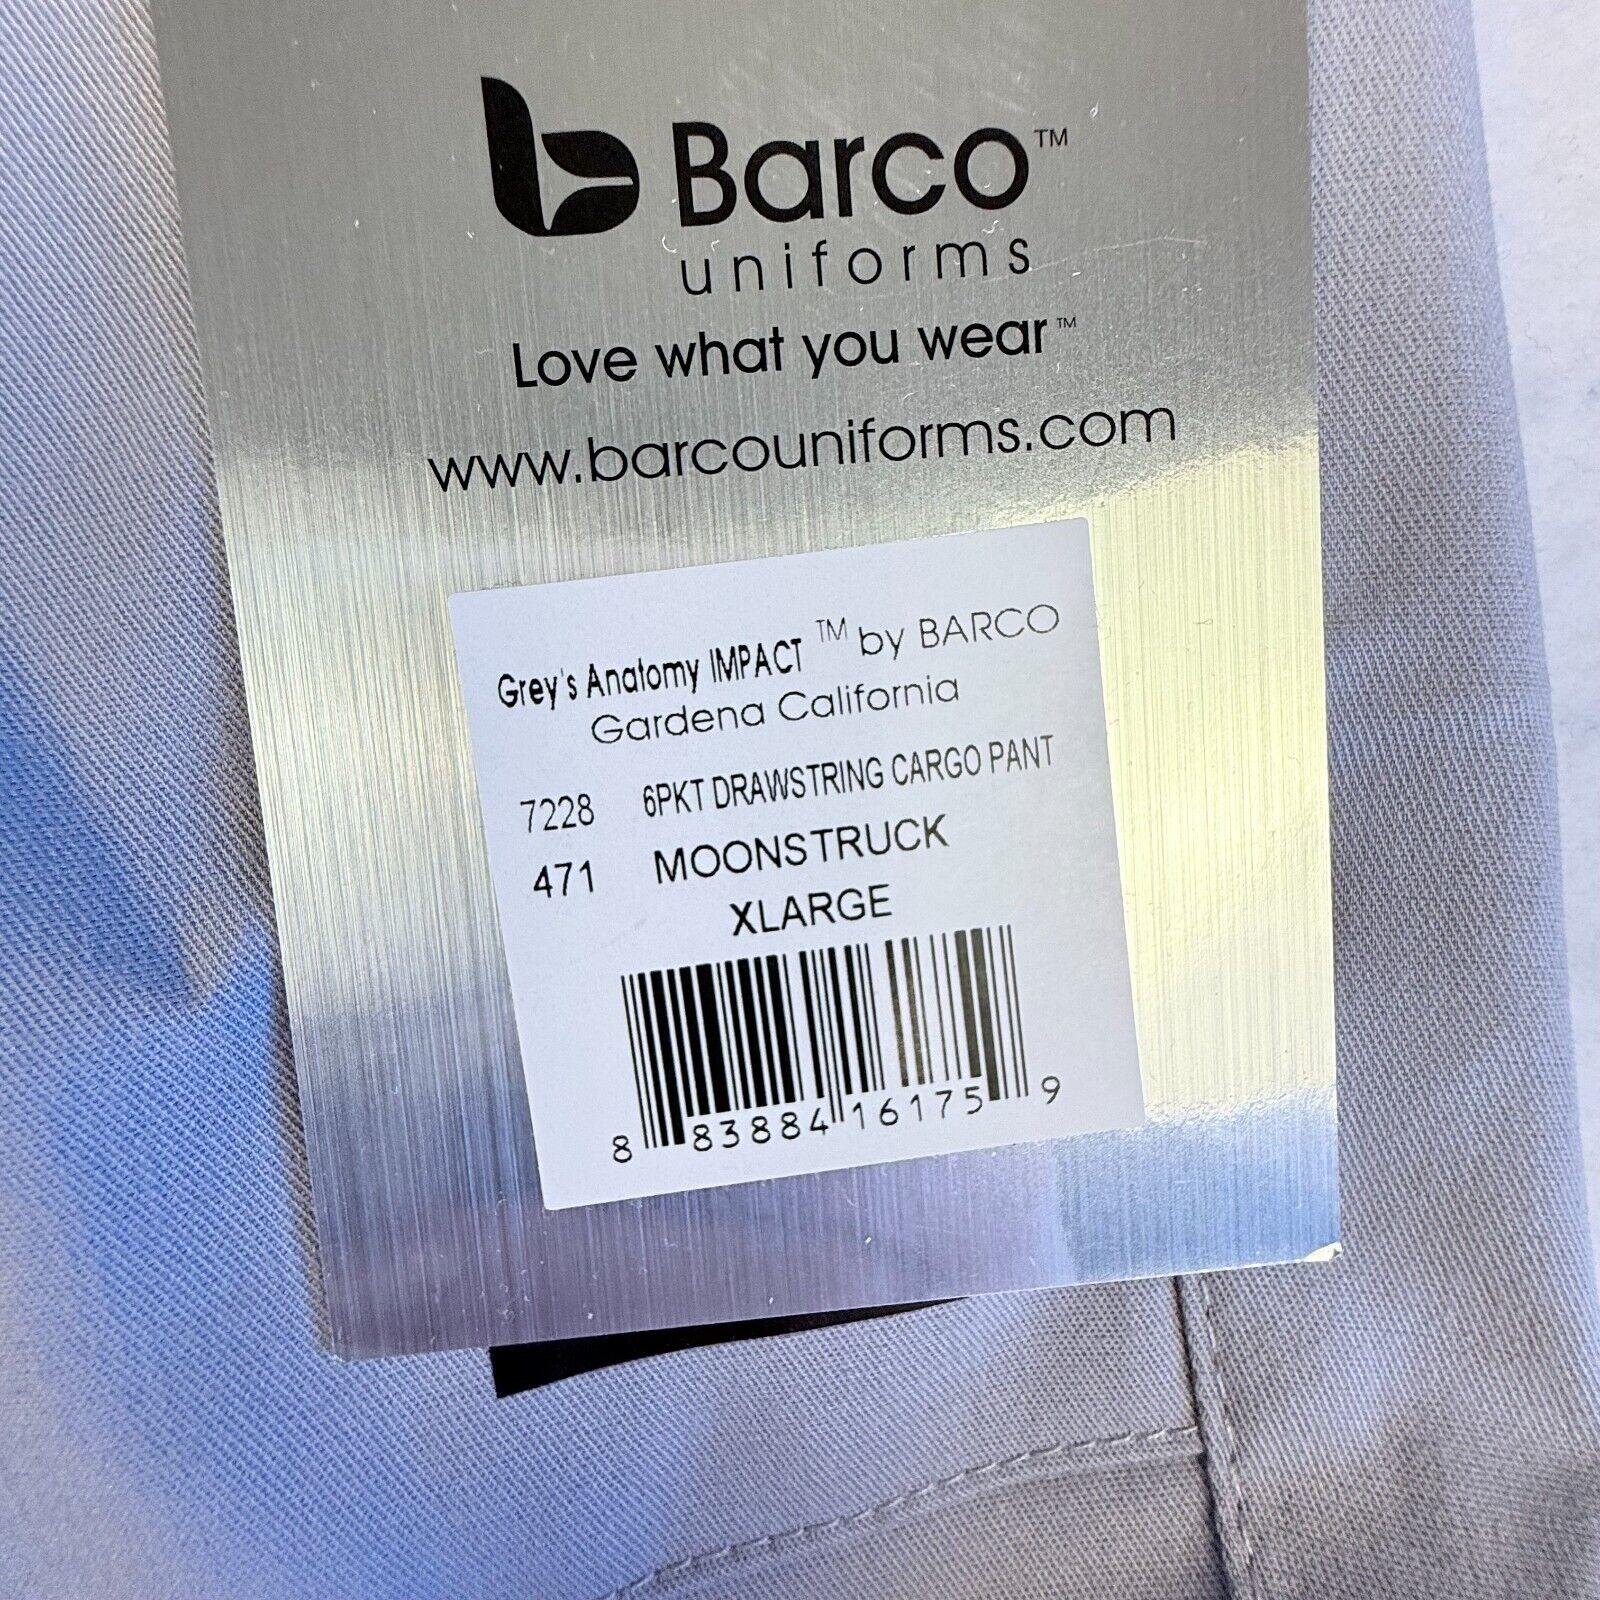 Barco™
uniforms
Love what you wear™
www.barcouniforms.com
Grey's Anatomy IMPACT ™ by BARCO
Gardena California
7228 6PKT DRAWSTRING CARGO PANT
471 MOONSTRUCK
XLARGE
8 83884 16175 9